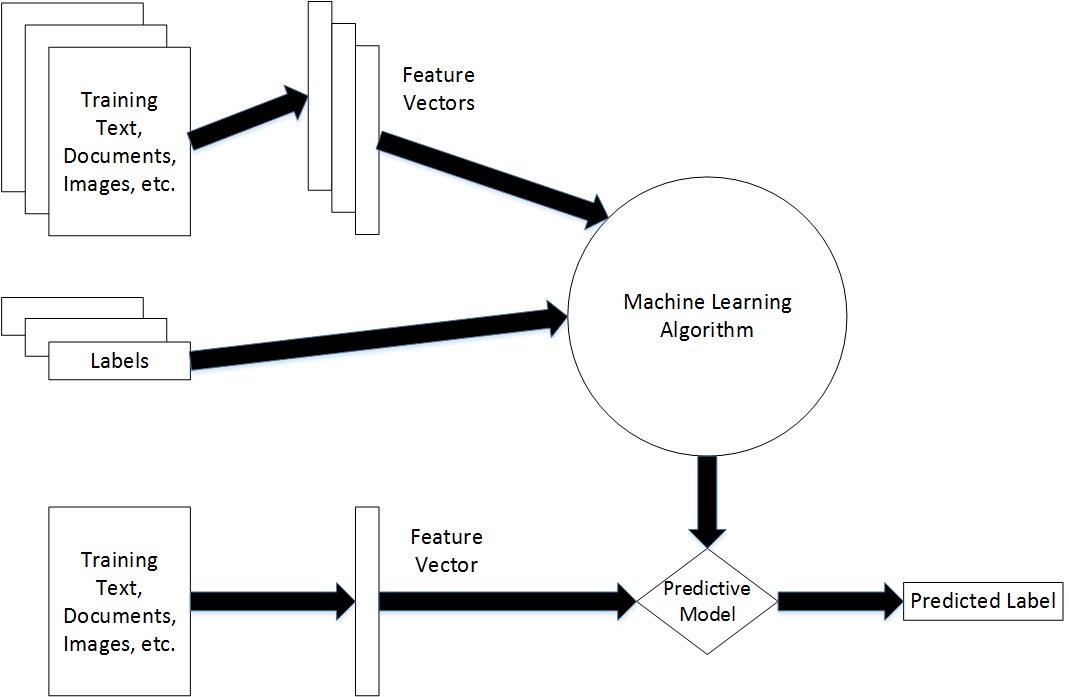 Training
Text,
Documents,
Images, etc.
Feature
Vectors
Machine Learning
Algorithm
Labels
Training
Text,
Documents,
Images, etc.
Feature
Vector
Predictive
Model
Predicted Label